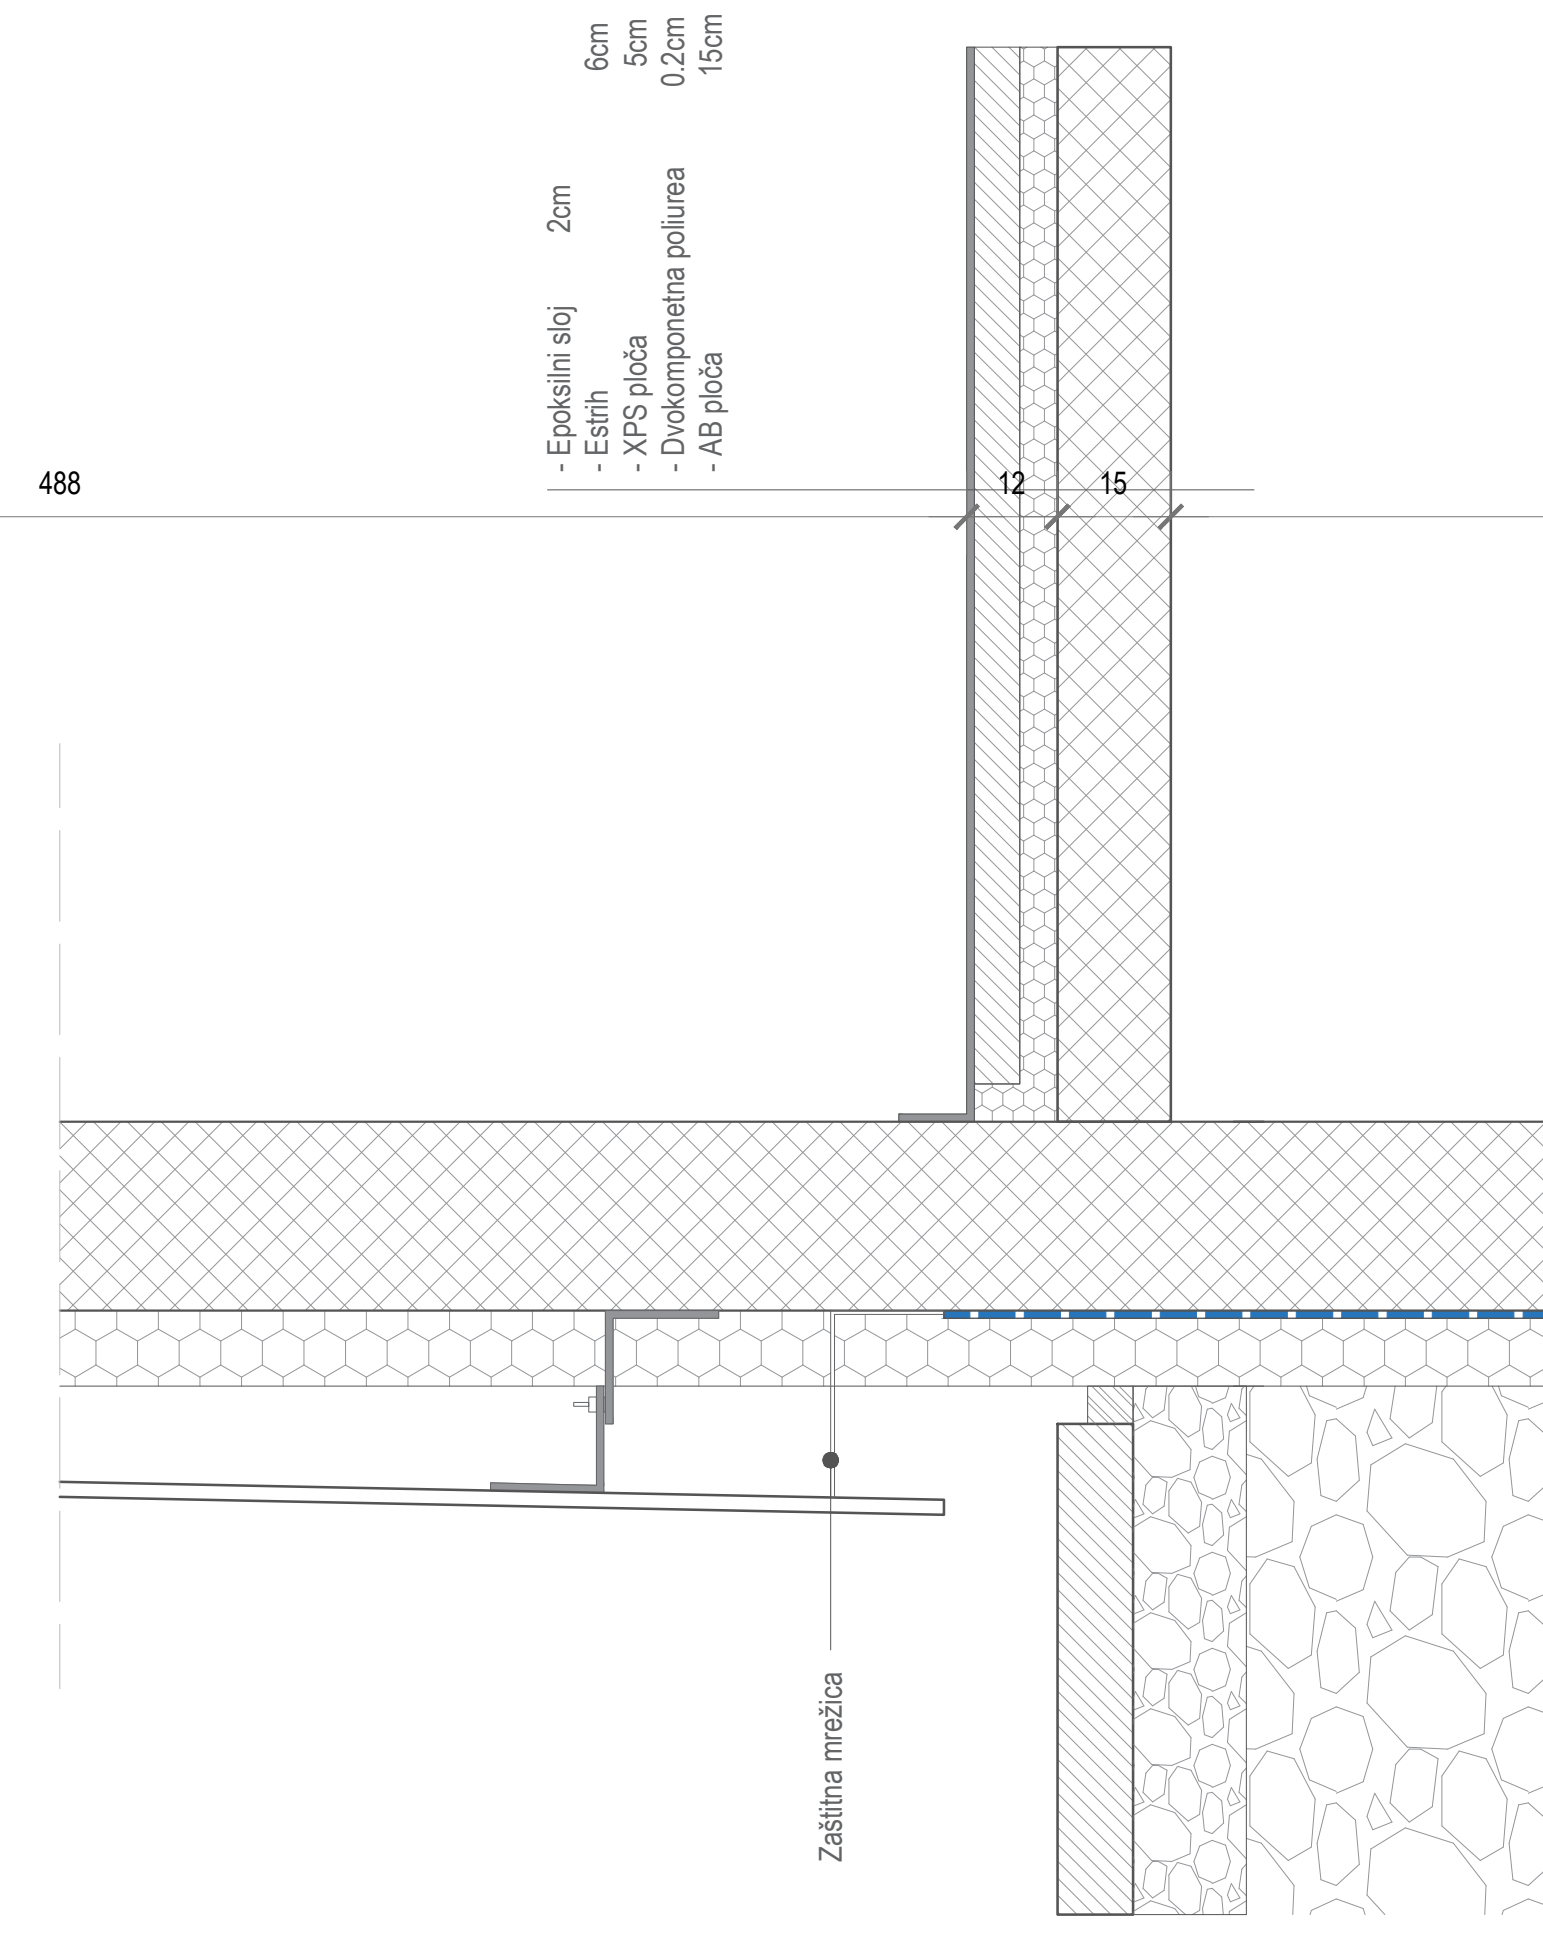 - Epoksilni sloj 2cm
- Estrih 6cm
- XPS ploča 5cm
- Dvokomponetna poliurea 0.2cm
- AB ploča 15cm
488
12
15
Zaštitna mrežica